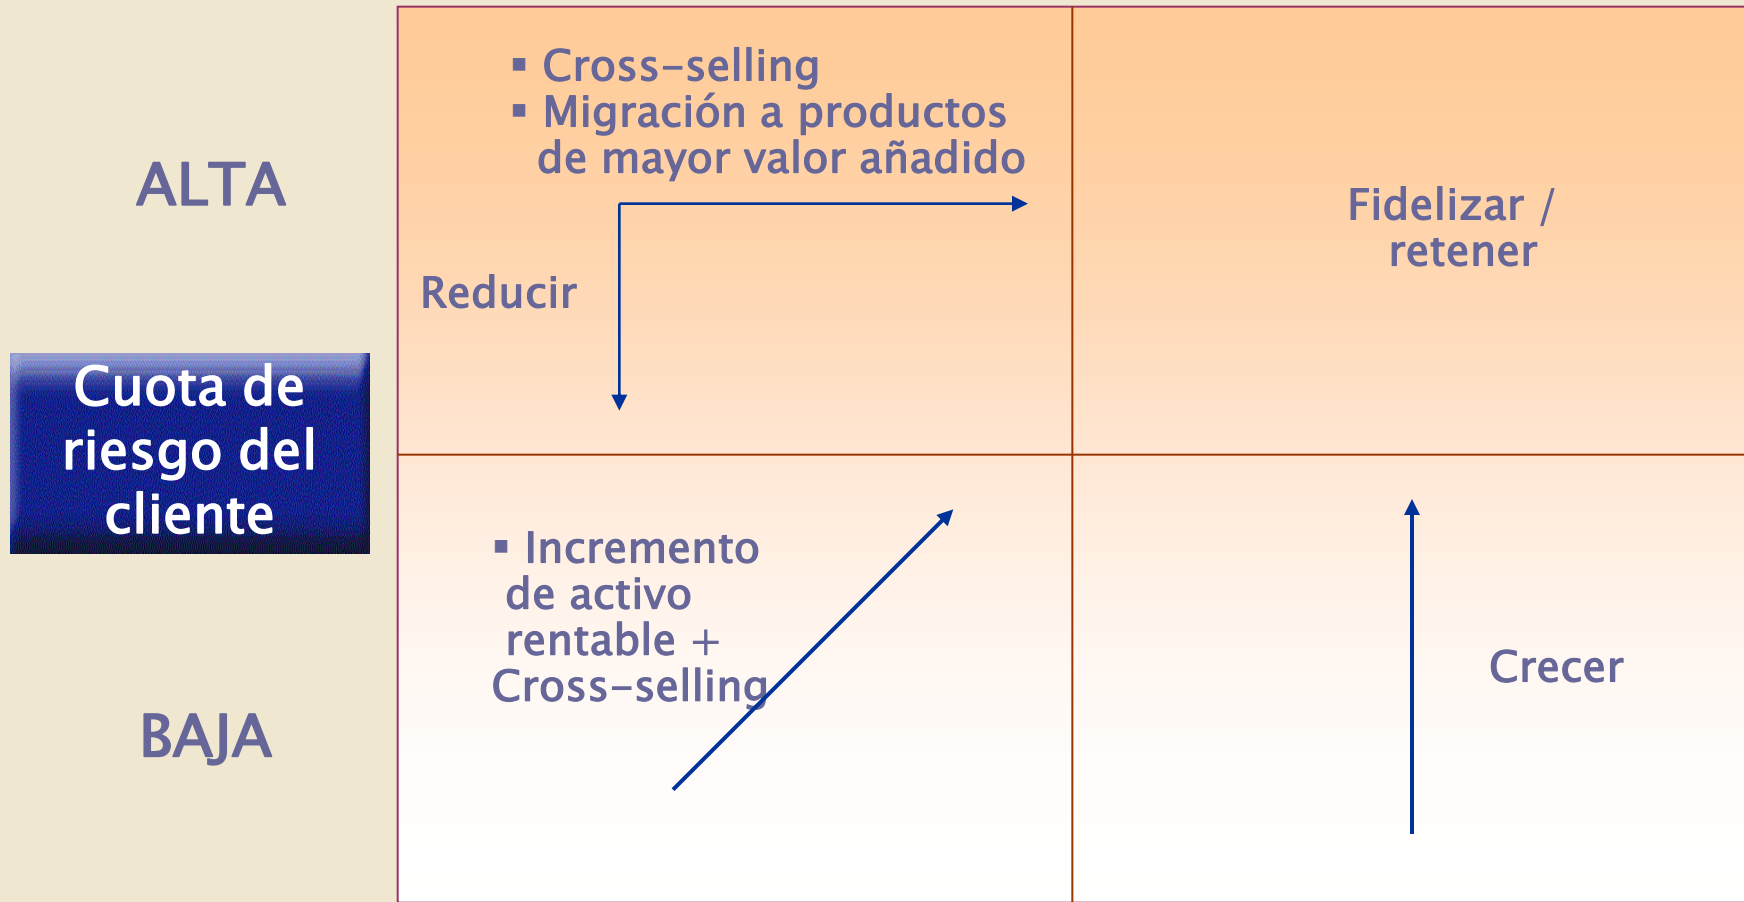 ▪ Cross-selling
▪ Migración a productos
de mayor valor añadido
ALTA
Fidelizar /
retener
Reducir
Cuota de
riesgo del
cliente
▪ Incremento
de activo
rentable +
Cross-selling
Crecer
BAJA